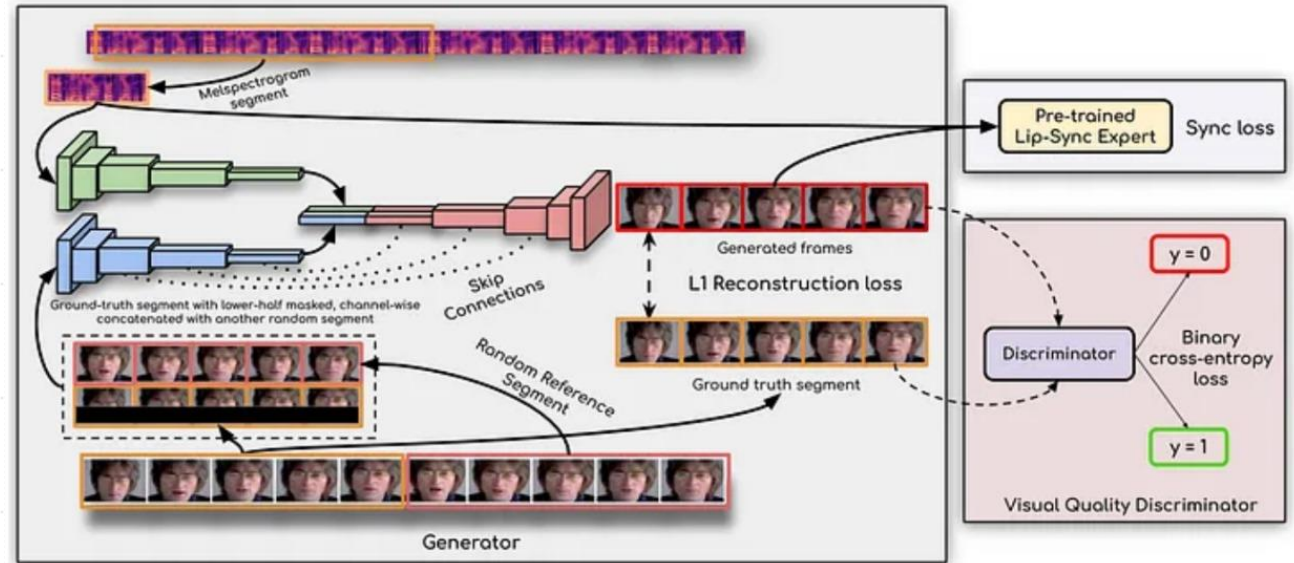 Melspectrogram
segment
Pre-trained
Lip-Sync Expert
Sync loss
Generated frames
L1 Reconstruction loss
Skip
Connections
Ground-truth segment with lower-half masked, channel-wise
concatenated with another random segment
Random Reference
Segment
Ground truth segment
y = 0
Discriminator
Binary
cross-entropy
loss
y = 1
Visual Quality Discriminator
Generator